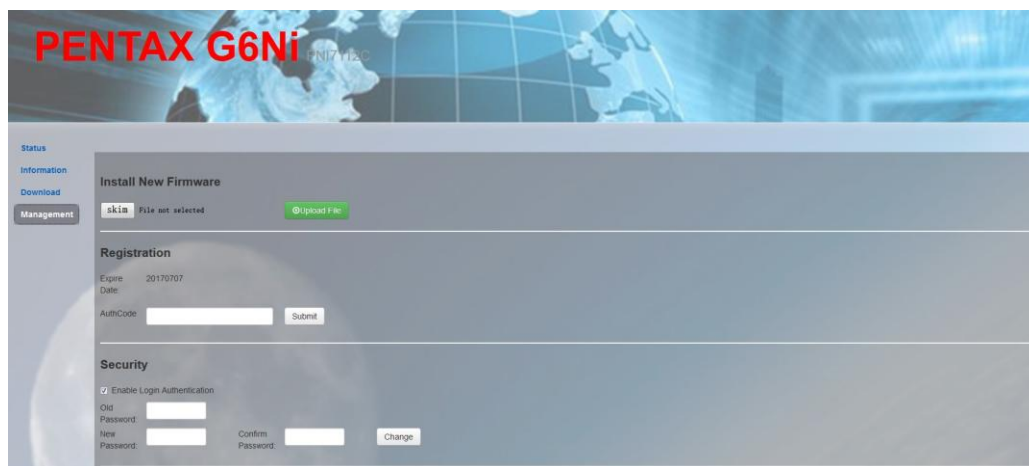 PENTAX G6Ni PNI7112C
Status
Information
Download
Management
Install New Firmware
skim File not selected Upload File
Registration
Expire
Date:
20170707
AuthCode
Submit
Security
Enable Login Authentication
Old
Password:
New
Password:
Confirm
Password:
Change